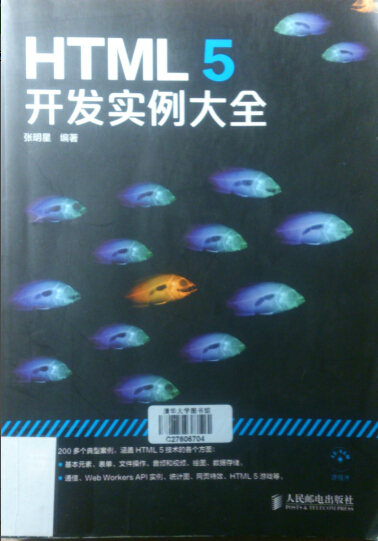 HTML 5
开发实例大全
张明星 编著
清华大学图书馆
C27606704
200多个典型案例，涵盖HTML 5技术的各个方面：
基本元素、表单、文件操作、音频和视频、绘图、数据存储、
通信、Web Workers API实例、统计图、网页特效、HTML 5游戏等。
人民邮电出版社
POSTS & TELECOM PRESS